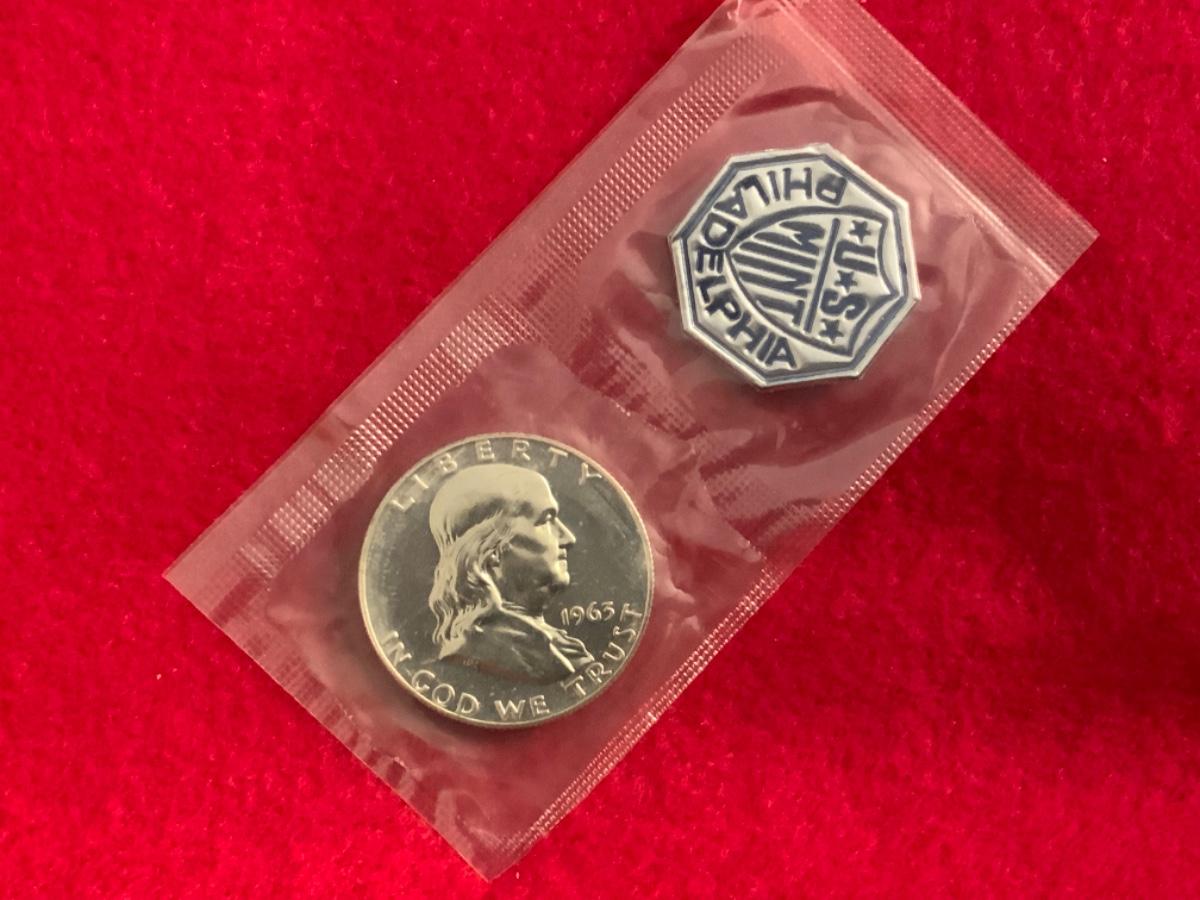 LIBERTY
1963
IN GOD WE TRUST
U.S
MINT
PHILADELPHIA